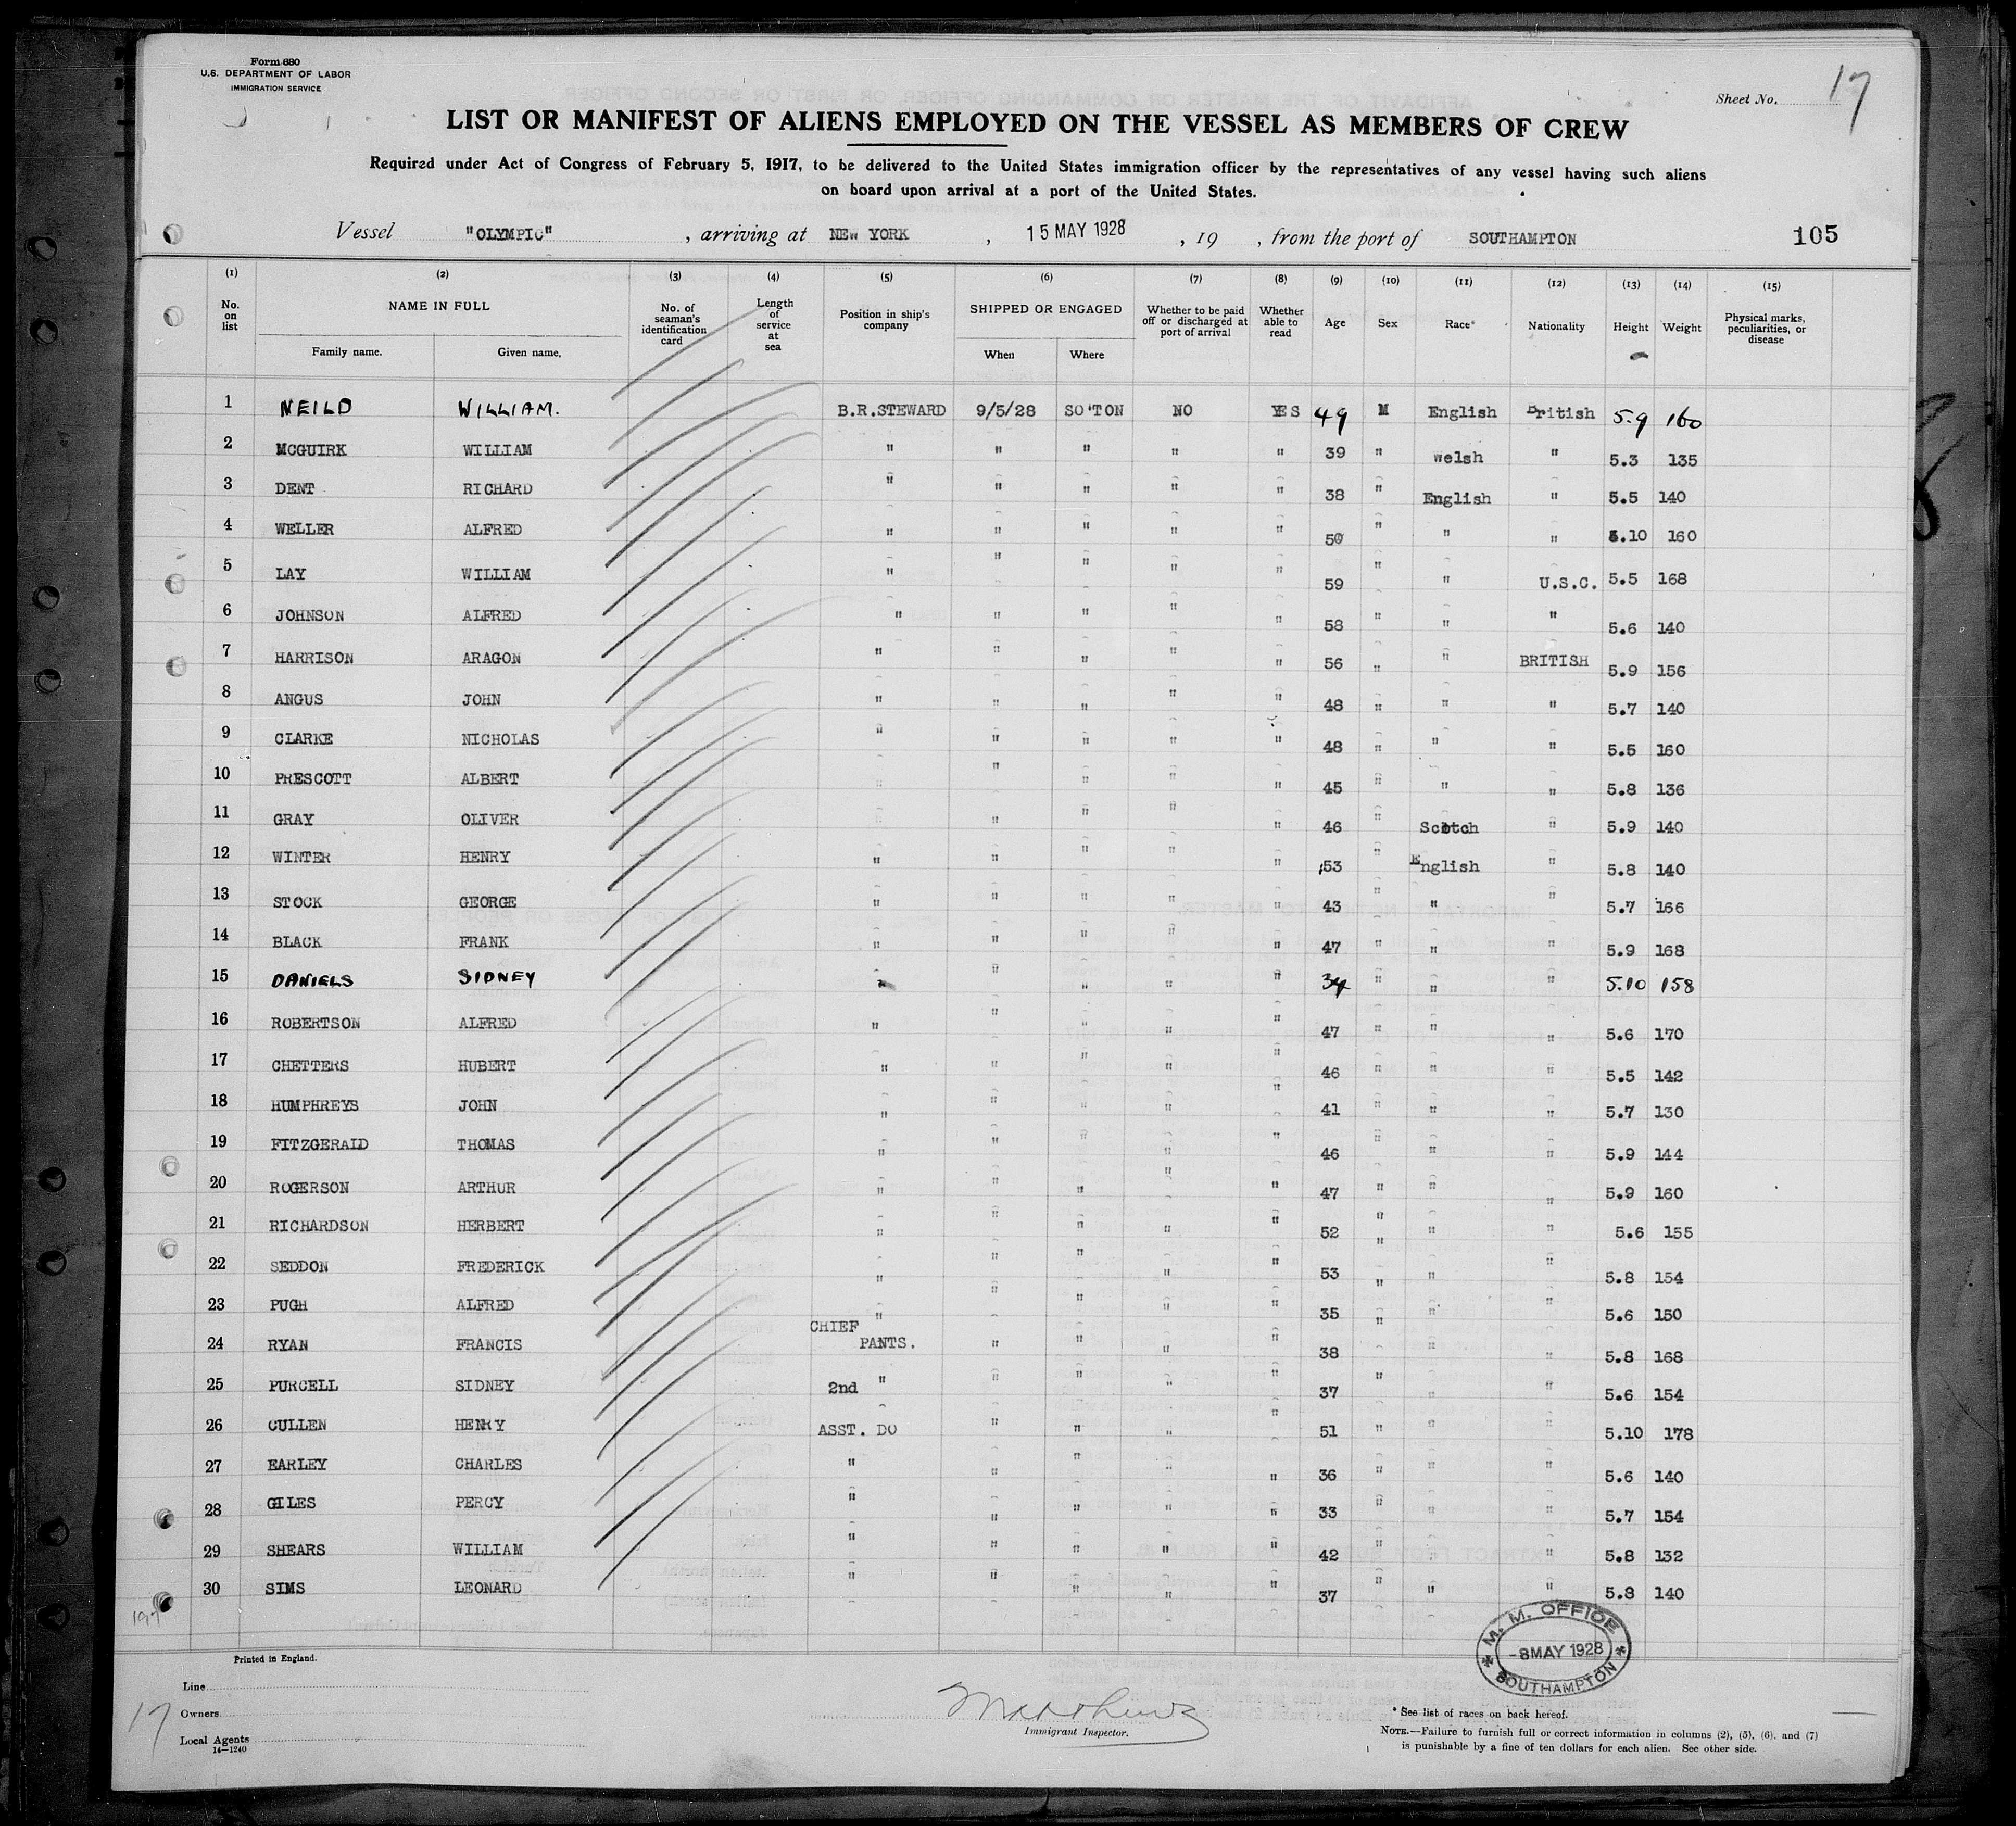 Form 680
U.S. DEPARTMENT OF LABOR
IMMIGRATION SERVICE
Sheet No. 17
LIST OR MANIFEST OF ALIENS EMPLOYED ON THE VESSEL AS MEMBERS OF CREW
Required under Act of Congress of February 5, 1917, to be delivered to the United States immigration officer by the representatives of any vessel having such aliens
on board upon arrival at a port of the United States.
Vessel "OLYMPIC", arriving at NEW YORK, 15 MAY 1928, 19 , from the port of SOUTHAMPTON 105
(1) (2) (3) (4) (5) (6) (7) (8) (9) (10) (11) (12) (13) (14) (15)
No. on list NAME IN FULL Family name. Given name. No. of seaman's identification card Length of service at sea Position in ship's company SHIPPED OR ENGAGED When Where Whether to be paid off or discharged at port of arrival Whether able to read Age Sex Race* Nationality Height Weight Physical marks, peculiarities, or disease
1 NEILD WILLIAM. B.R.STEWARD 9/5/28 SO'TON NO YES 49 M English British 5.9 160
2 MCGUIRK WILLIAM " " " " " 39 " Welsh " 5.3 135
3 DENT RICHARD " " " " " 38 " English " 5.5 140
4 WELLER ALFRED " " " " " 50 " " " 5.10 160
5 LAY WILLIAM " " " " " 59 " " U.S.C. 5.5 168
6 JOHNSON ALFRED " " " " " 58 " " " 5.6 140
7 HARRISON ARAGON " " " " " 56 " " BRITISH 5.9 156
8 ANGUS JOHN " " " " " 48 " " " 5.7 140
9 CLARKE NICHOLAS " " " " " 48 " " " 5.5 160
10 PRESCOTT ALBERT " " " " " 45 " " " 5.8 136
11 GRAY OLIVER " " " " " 46 " Scotch " 5.9 140
12 WINTER HENRY " " " " " 53 " English " 5.8 140
13 STOCK GEORGE " " " " " 43 " " " 5.7 166
14 BLACK FRANK " " " " " 47 " " " 5.9 168
15 DANIELS SIDNEY " " " " " 34 " " " 5.10 158
16 ROBERTSON ALFRED " " " " " 47 " " " 5.6 170
17 CHETTERS HUBERT " " " " " 46 " " " 5.5 142
18 HUMPHREYS JOHN " " " " " 41 " " " 5.7 130
19 FITZGERALD THOMAS " " " " " 46 " " " 5.9 144
20 ROGERSON ARTHUR " " " " " 47 " " " 5.9 160
21 RICHARDSON HERBERT " " " " " 52 " " " 5.6 155
22 SEDDON FREDERICK " " " " " 53 " " " 5.8 154
23 PUGH ALFRED " " " " " 35 " " " 5.6 150
24 RYAN FRANCIS CHIEF PANTS. " " " " 38 " " " 5.8 168
25 PURCELL SIDNEY 2nd " " " " " 37 " " " 5.6 154
26 CULLEN HENRY ASST. DO " " " " 51 " " " 5.10 178
27 EARLEY CHARLES " " " " " 36 " " " 5.6 140
28 GILES PERCY " " " " " 33 " " " 5.7 154
29 SHEARS WILLIAM " " " " " 42 " " " 5.8 132
30 SIMS LEONARD " " " " " 37 " " " 5.8 140
M. M. OFFICE
-8 MAY 1928
SOUTHAMPTON
Printed in England.
Line
Owners
Local Agents
14-1240
17
Immigrant Inspector.
* See list of races on back hereof.
NOTE.—Failure to furnish full or correct information in columns (2), (5), (6), and (7)
is punishable by a fine of ten dollars for each alien. See other side.